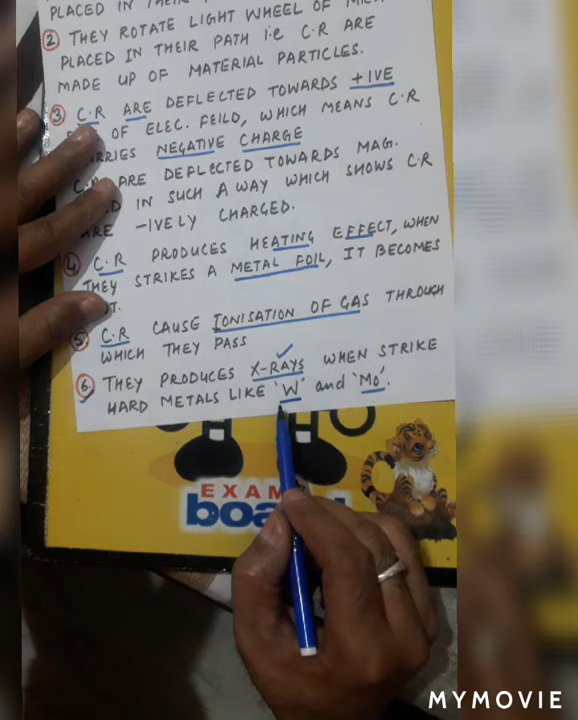 PLACED IN THEIR
② THEY ROTATE LIGHT WHEEL OF
PLACED IN THEIR PATH i.e C.R ARE
MADE UP OF MATERIAL PARTICLES.
③ C.R ARE DEFLECTED TOWARDS +IVE
OF ELEC. FEILD, WHICH MEANS C.R
NEGATIVE CHARGE
ARE DEFLECTED TOWARDS MAG.
IN SUCH A WAY WHICH SHOWS C.R
ARE -IVELY CHARGED.
④ C.R PRODUCES HEATING EFFECT, WHEN
THEY STRIKES A METAL FOIL, IT BECOMES
⑤ C.R CAUSE IONISATION OF GAS THROUGH
WHICH THEY PASS
⑥ THEY PRODUCES X-RAYS WHEN STRIKE
HARD METALS LIKE 'W' and 'Mo'.
EXAM
MYMOVIE